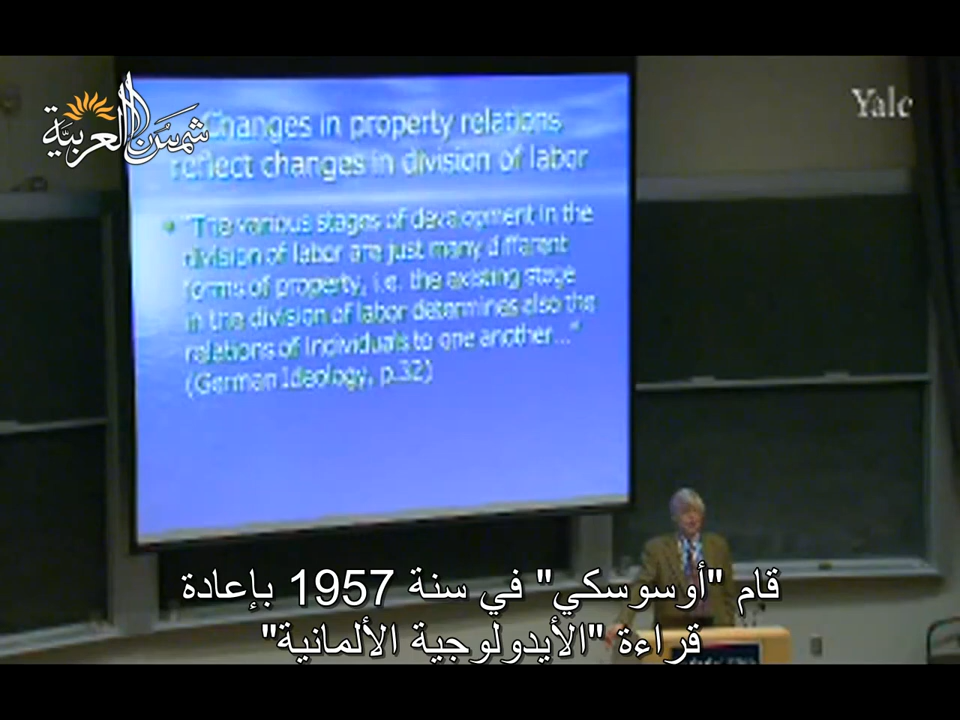 شمس العربية
Yale
Changes in property relations
reflect changes in division of labor
• "The various stages of development in the
division of labor are just many different
forms of property, i.e. the existing stage
in the division of labor determines also the
relations of individuals to one another..."
(German Ideology, p.32)
قام "أوسوسكي" في سنة 1957 بإعادة
قراءة "الأيدولوجية الألمانية"